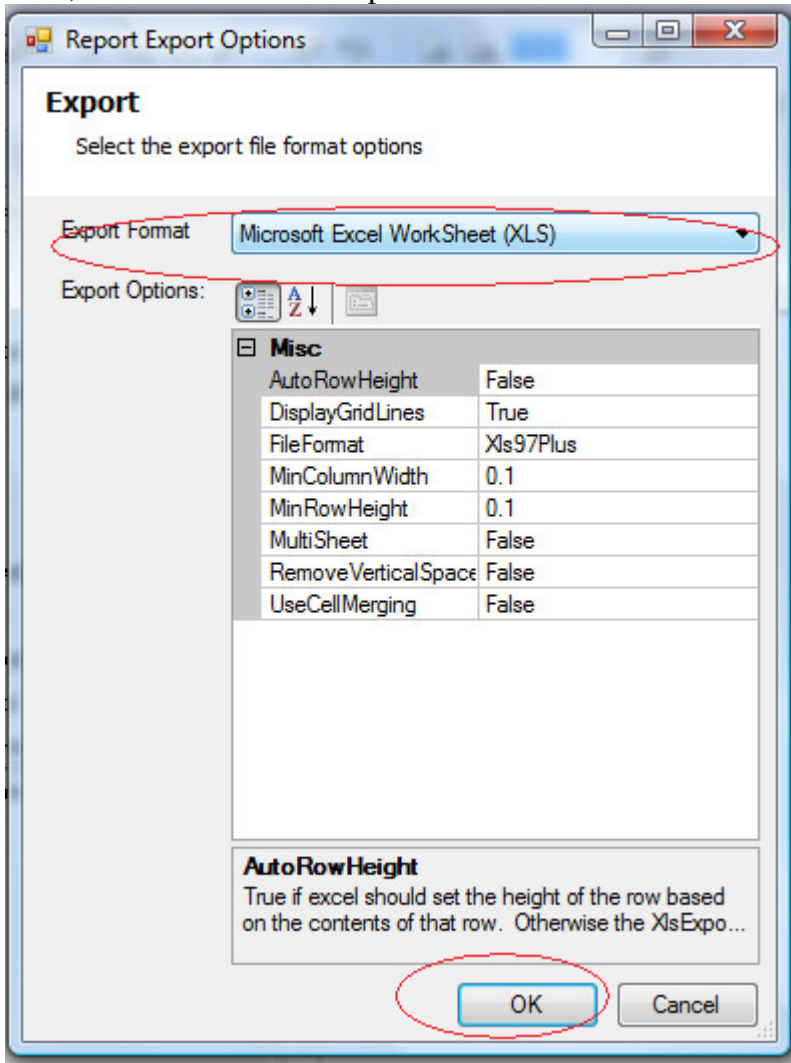 Report Export Options
Export
Select the export file format options
Export Format Microsoft Excel WorkSheet (XLS)
Export Options:
Misc
AutoRowHeight False
DisplayGridLines True
FileFormat Xls97Plus
MinColumnWidth 0.1
MinRowHeight 0.1
MultiSheet False
RemoveVerticalSpace False
UseCellMerging False
AutoRowHeight
True if excel should set the height of the row based
on the contents of that row. Otherwise the XlsExpo...
OK Cancel